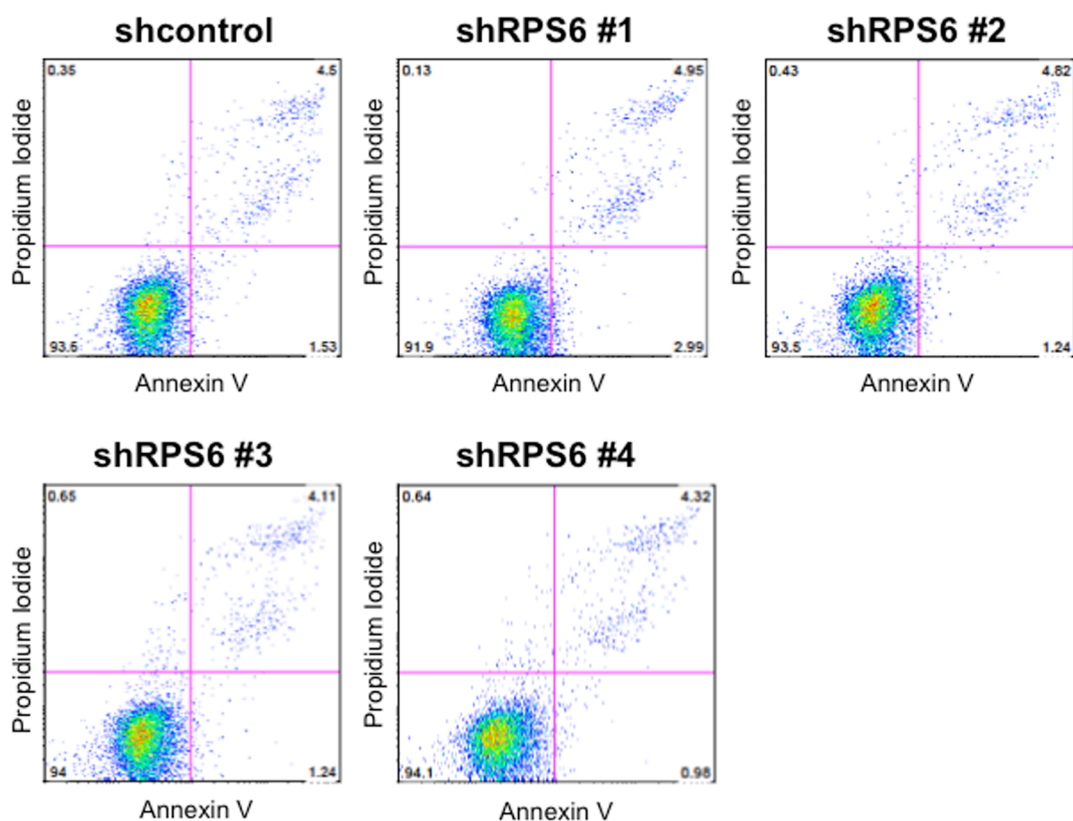 shcontrol
0.35
4.5
Propidium Iodide
93.5
1.53
Annexin V
shRPS6 #1
0.13
4.95
Propidium Iodide
91.9
2.99
Annexin V
shRPS6 #2
0.43
4.82
Propidium Iodide
93.5
1.24
Annexin V
shRPS6 #3
0.65
4.11
Propidium Iodide
94
1.24
Annexin V
shRPS6 #4
0.64
4.32
Propidium Iodide
94.1
0.98
Annexin V